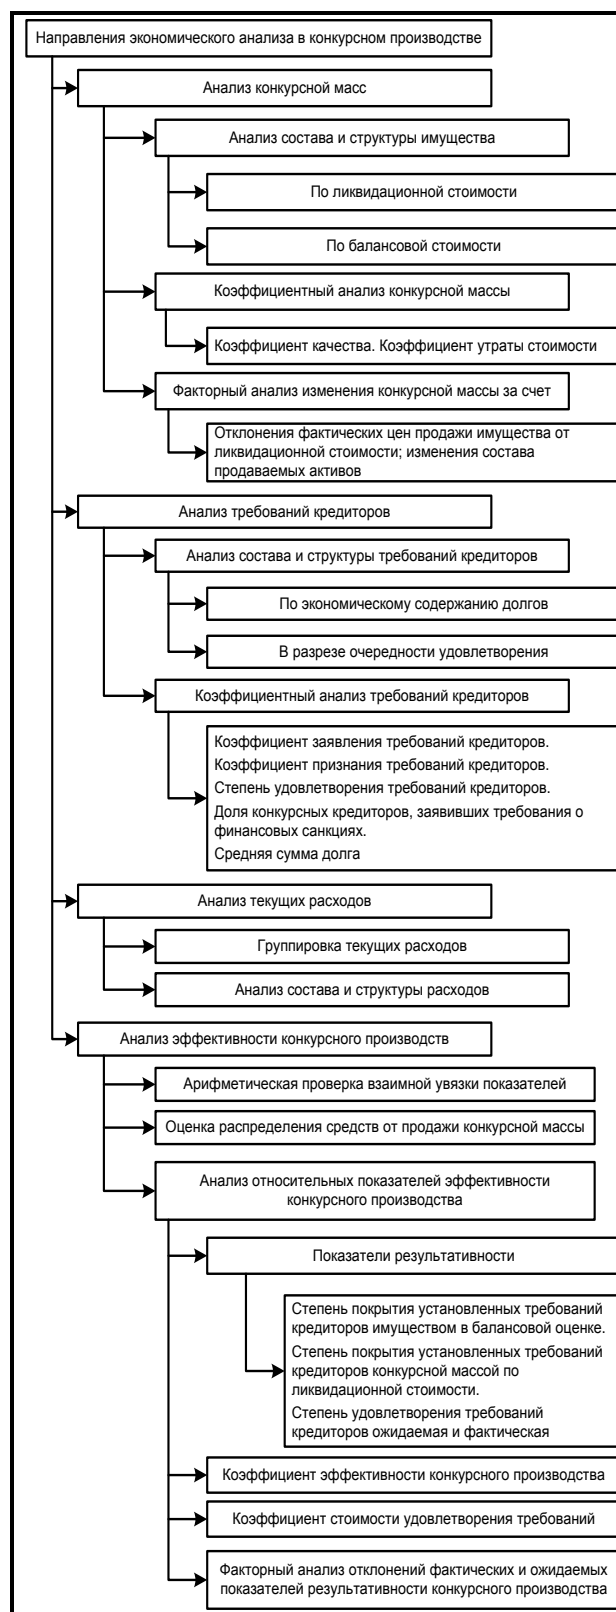 Направления экономического анализа в конкурсном производстве
Анализ конкурсной масс
Анализ состава и структуры имущества
По ликвидационной стоимости
По балансовой стоимости
Коэффициентный анализ конкурсной массы
Коэффициент качества. Коэффициент утраты стоимости
Факторный анализ изменения конкурсной массы за счет
Отклонения фактических цен продажи имущества от
ликвидационной стоимости; изменения состава
продаваемых активов
Анализ требований кредиторов
Анализ состава и структуры требований кредиторов
По экономическому содержанию долгов
В разрезе очередности удовлетворения
Коэффициентный анализ требований кредиторов
Коэффициент заявления требований кредиторов.
Коэффициент признания требований кредиторов.
Степень удовлетворения требований кредиторов.
Доля конкурсных кредиторов, заявивших требования о
финансовых санкциях.
Средняя сумма долга
Анализ текущих расходов
Группировка текущих расходов
Анализ состава и структуры расходов
Анализ эффективности конкурсного производств
Арифметическая проверка взаимной увязки показателей
Оценка распределения средств от продажи конкурсной массы
Анализ относительных показателей эффективности
конкурсного производства
Показатели результативности
Степень покрытия установленных требований
кредиторов имуществом в балансовой оценке.
Степень покрытия установленных требований
кредиторов конкурсной массой по
ликвидационной стоимости.
Степень удовлетворения требований
кредиторов ожидаемая и фактическая
Коэффициент эффективности конкурсного производства
Коэффициент стоимости удовлетворения требований
Факторный анализ отклонений фактических и ожидаемых
показателей результативности конкурсного производства